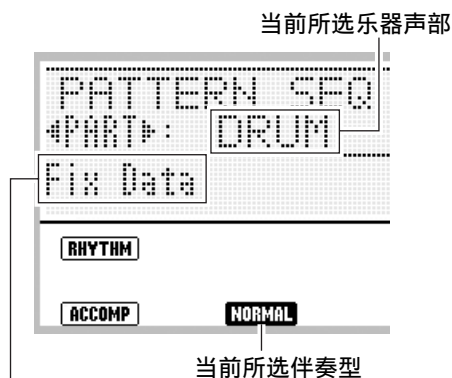 当前所选乐器声部
PATTERN SEQ
◀PART▶: DRUM
Fix Data
RHYTHM
ACCOMP NORMAL
当前所选伴奏型